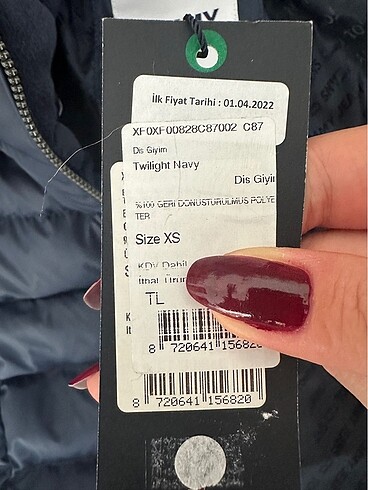 İlk Fiyat Tarihi : 01.04.2022
XF0XF00828C87002 C87
Dis Giyim
Twilight Navy
Dis Giyi
%100 GERI DONUSTURULMUS POLYE
TER
Size XS
KDV Dahil
TL
8 720641 156820
8 720641 156820